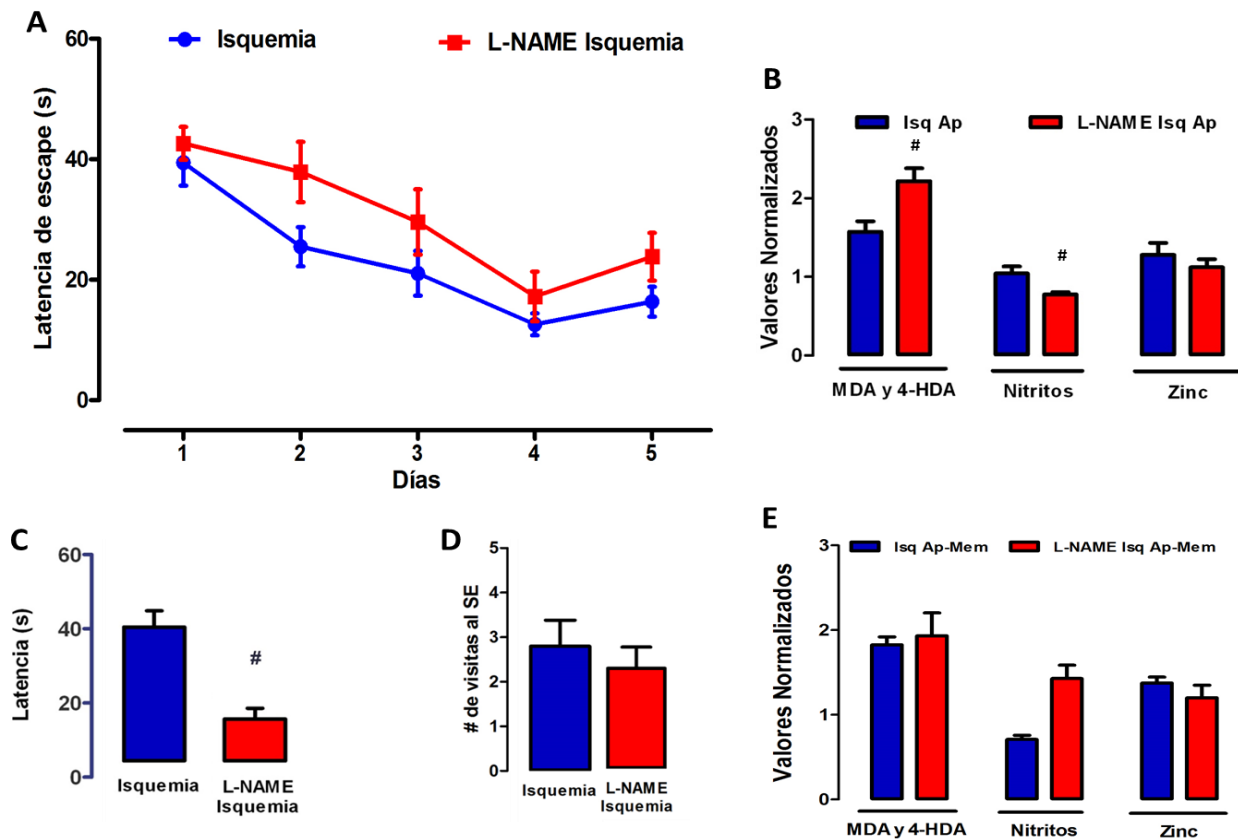 A
60
Isquemia
L-NAME Isquemia
Latencia de escape (s)
40
20
0
1 2 3 4 5
Días
B
Isq Ap
L-NAME Isq Ap
Valores Normalizados
3
2
1
0
#
#
MDA y 4-HDA
Nitritos
Zinc
C
Latencia (s)
60
40
20
0
#
Isquemia
L-NAME
Isquemia
D
# de visitas al SE
5
4
3
2
1
0
Isquemia
L-NAME
Isquemia
E
Isq Ap-Mem
L-NAME Isq Ap-Mem
Valores Normalizados
3
2
1
0
MDA y 4-HDA
Nitritos
Zinc